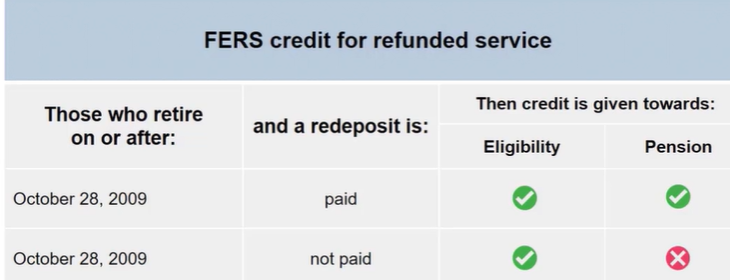 FERS credit for refunded service
Those who retire
on or after:
and a redeposit is:
Then credit is given towards:
Eligibility
Pension
October 28, 2009
paid
October 28, 2009
not paid